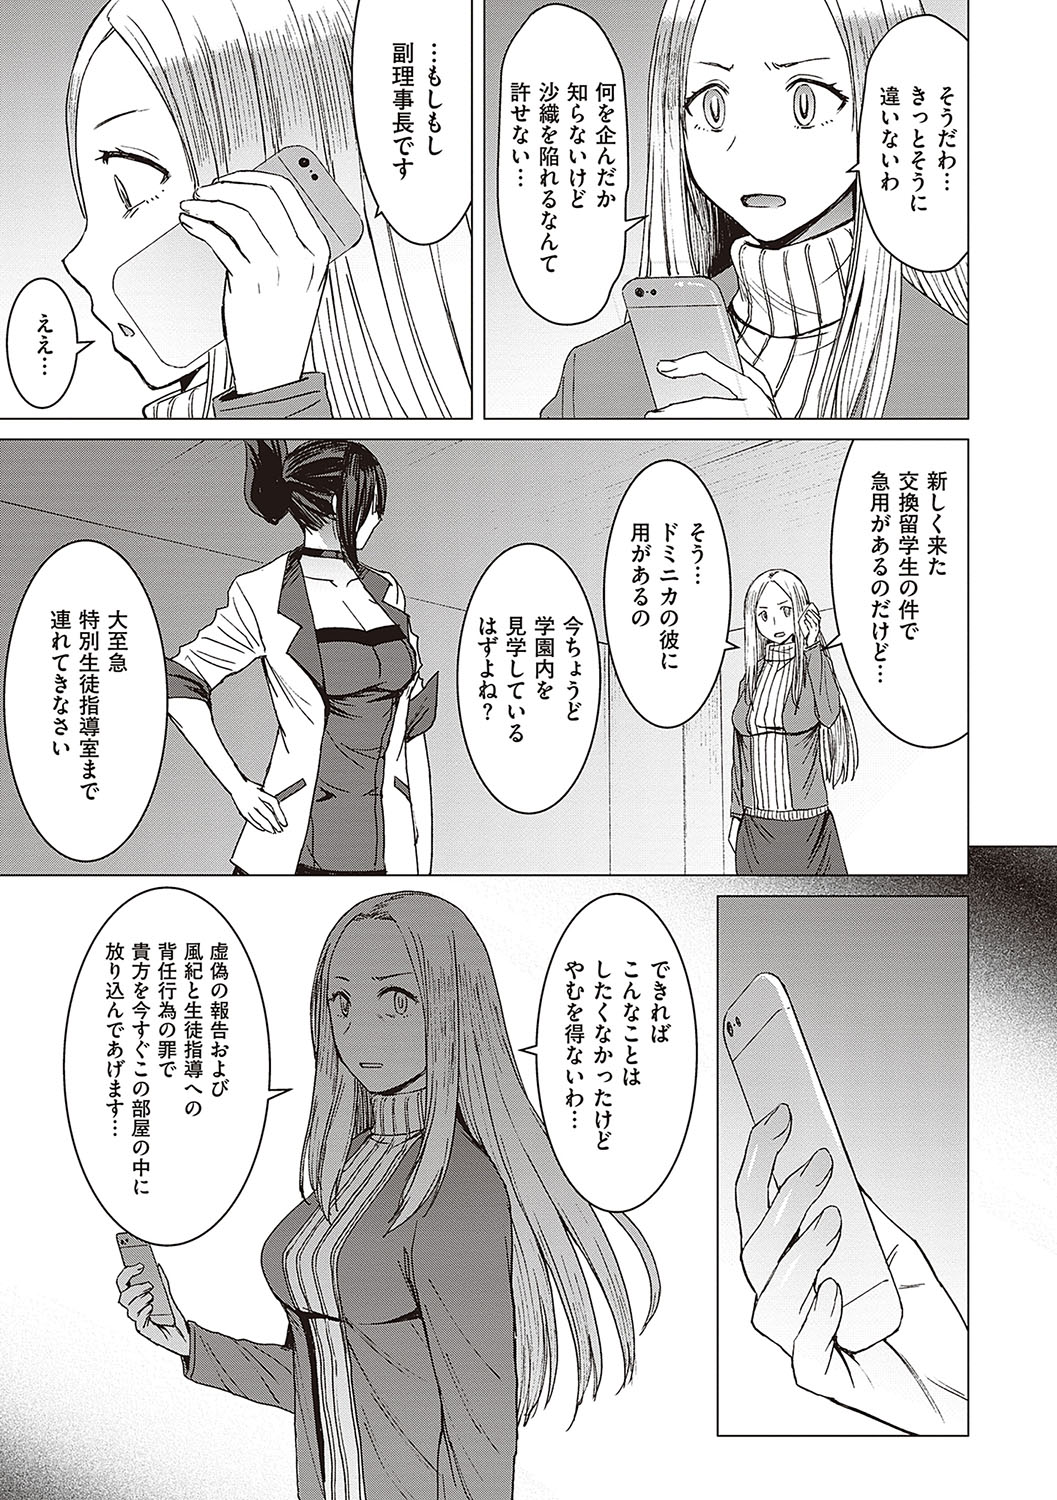 そうだわ…
きっとそうに
違いないわ
何を企んだか
知らないけど
沙織を陥れるなんて
許せない…
…もしもし
副理事長です
ええ…
新しく来た
交換留学生の件で
急用があるのだけど…
そう…
ドミニカの彼に
用があるの
今ちょうど
学園内を
見学している
はずよね？
大至急
特別生徒指導室まで
連れてきなさい
できれば
こんなことは
したくなかったけど
やむを得ないわ…
虚偽の報告および
風紀と生徒指導への
背任行為の罪で
貴方を今すぐこの部屋の中に
放り込んであげます…